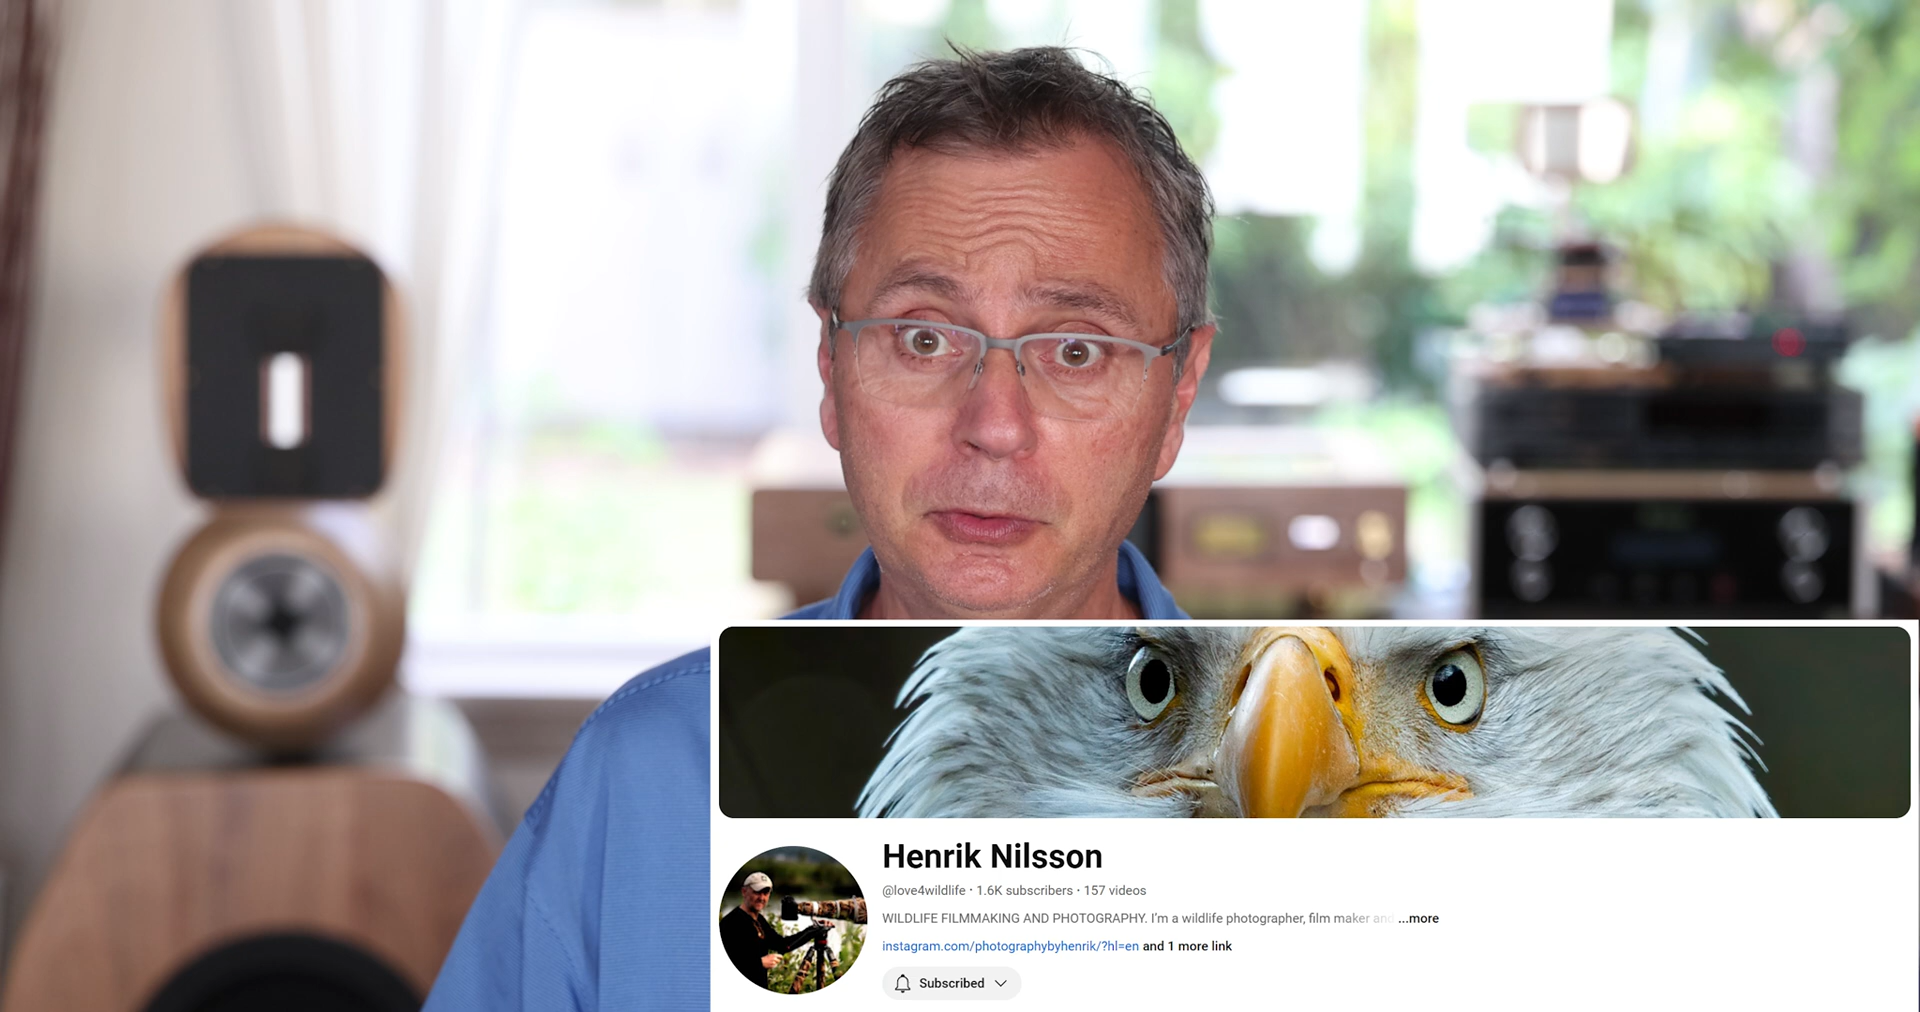 Henrik Nilsson
@love4wildlife · 1.6K subscribers · 157 videos
WILDLIFE FILMMAKING AND PHOTOGRAPHY. I'm a wildlife photographer, film maker and ...more
instagram.com/photographybyhenrik/?hl=en and 1 more link
Subscribed